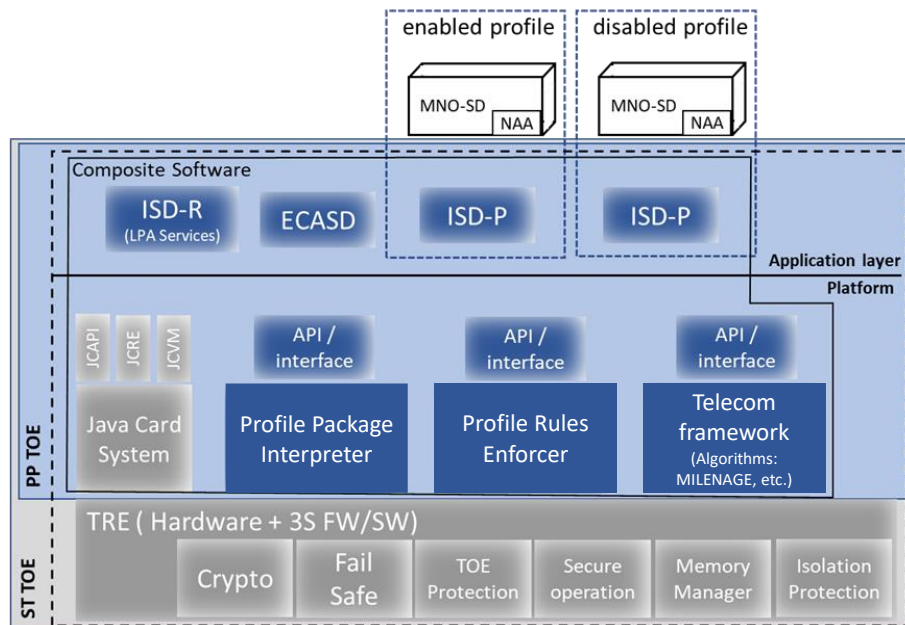 enabled profile
disabled profile
MNO-SD
NAA
MNO-SD
NAA
Composite Software
ISD-R
(LPA Services)
ECASD
ISD-P
ISD-P
Application layer
Platform
JCAPI
JCRE
JCVM
API /
interface
API /
interface
API /
interface
Java Card
System
Profile Package
Interpreter
Profile Rules
Enforcer
Telecom
framework
(Algorithms:
MILENAGE, etc.)
PP TOE
TRE ( Hardware + 3S FW/SW)
Crypto
Fail
Safe
TOE
Protection
Secure
operation
Memory
Manager
Isolation
Protection
ST TOE